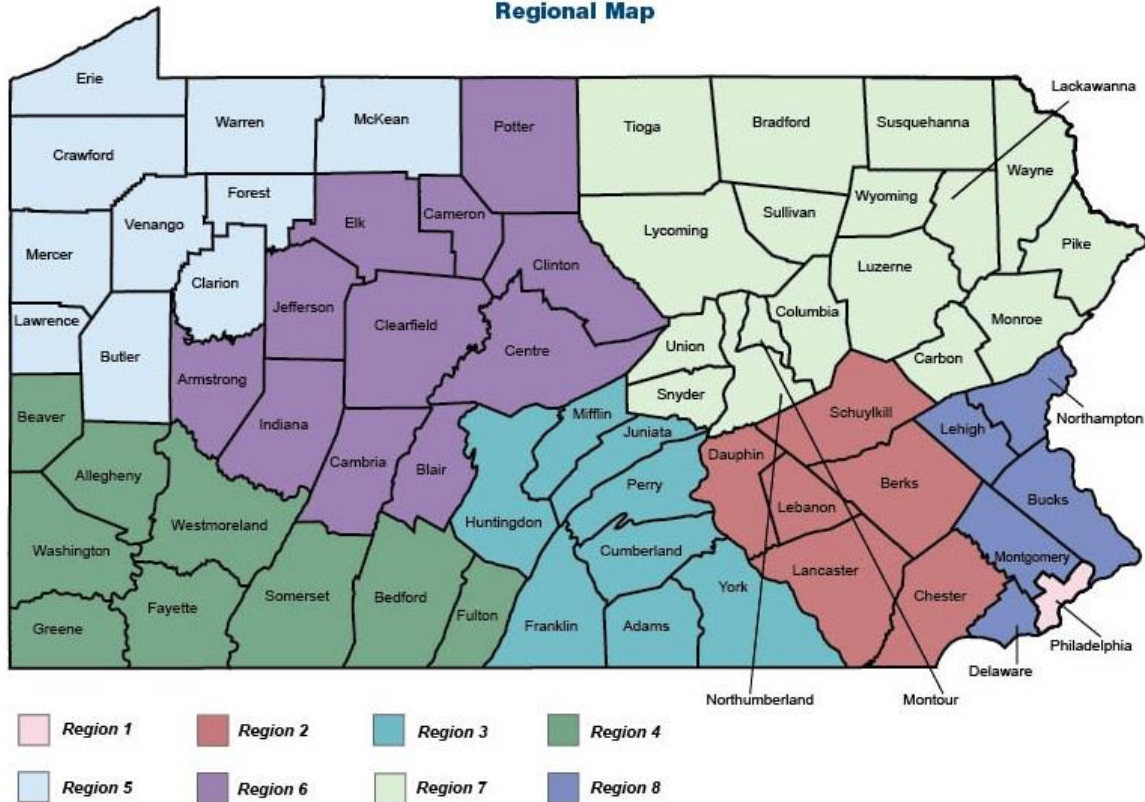 Regional Map
Lackawanna
Erie
Warren
McKean
Potter
Tioga
Bradford
Susquehanna
Crawford
Wayne
Forest
Wyoming
Venango
Elk
Cameron
Sullivan
Lycoming
Pike
Mercer
Clinton
Luzerne
Clarion
Jefferson
Columbia
Lawrence
Clearfield
Monroe
Union
Centre
Butler
Carbon
Armstrong
Snyder
Beaver
Mifflin
Schuylkill
Northampton
Indiana
Juniata
Lehigh
Dauphin
Cambria
Blair
Allegheny
Perry
Berks
Bucks
Lebanon
Westmoreland
Huntingdon
Washington
Cumberland
Montgomery
Lancaster
York
Somerset
Bedford
Chester
Fayette
Fulton
Greene
Franklin
Adams
Philadelphia
Delaware
Northumberland
Montour
Region 1
Region 2
Region 3
Region 4
Region 5
Region 6
Region 7
Region 8